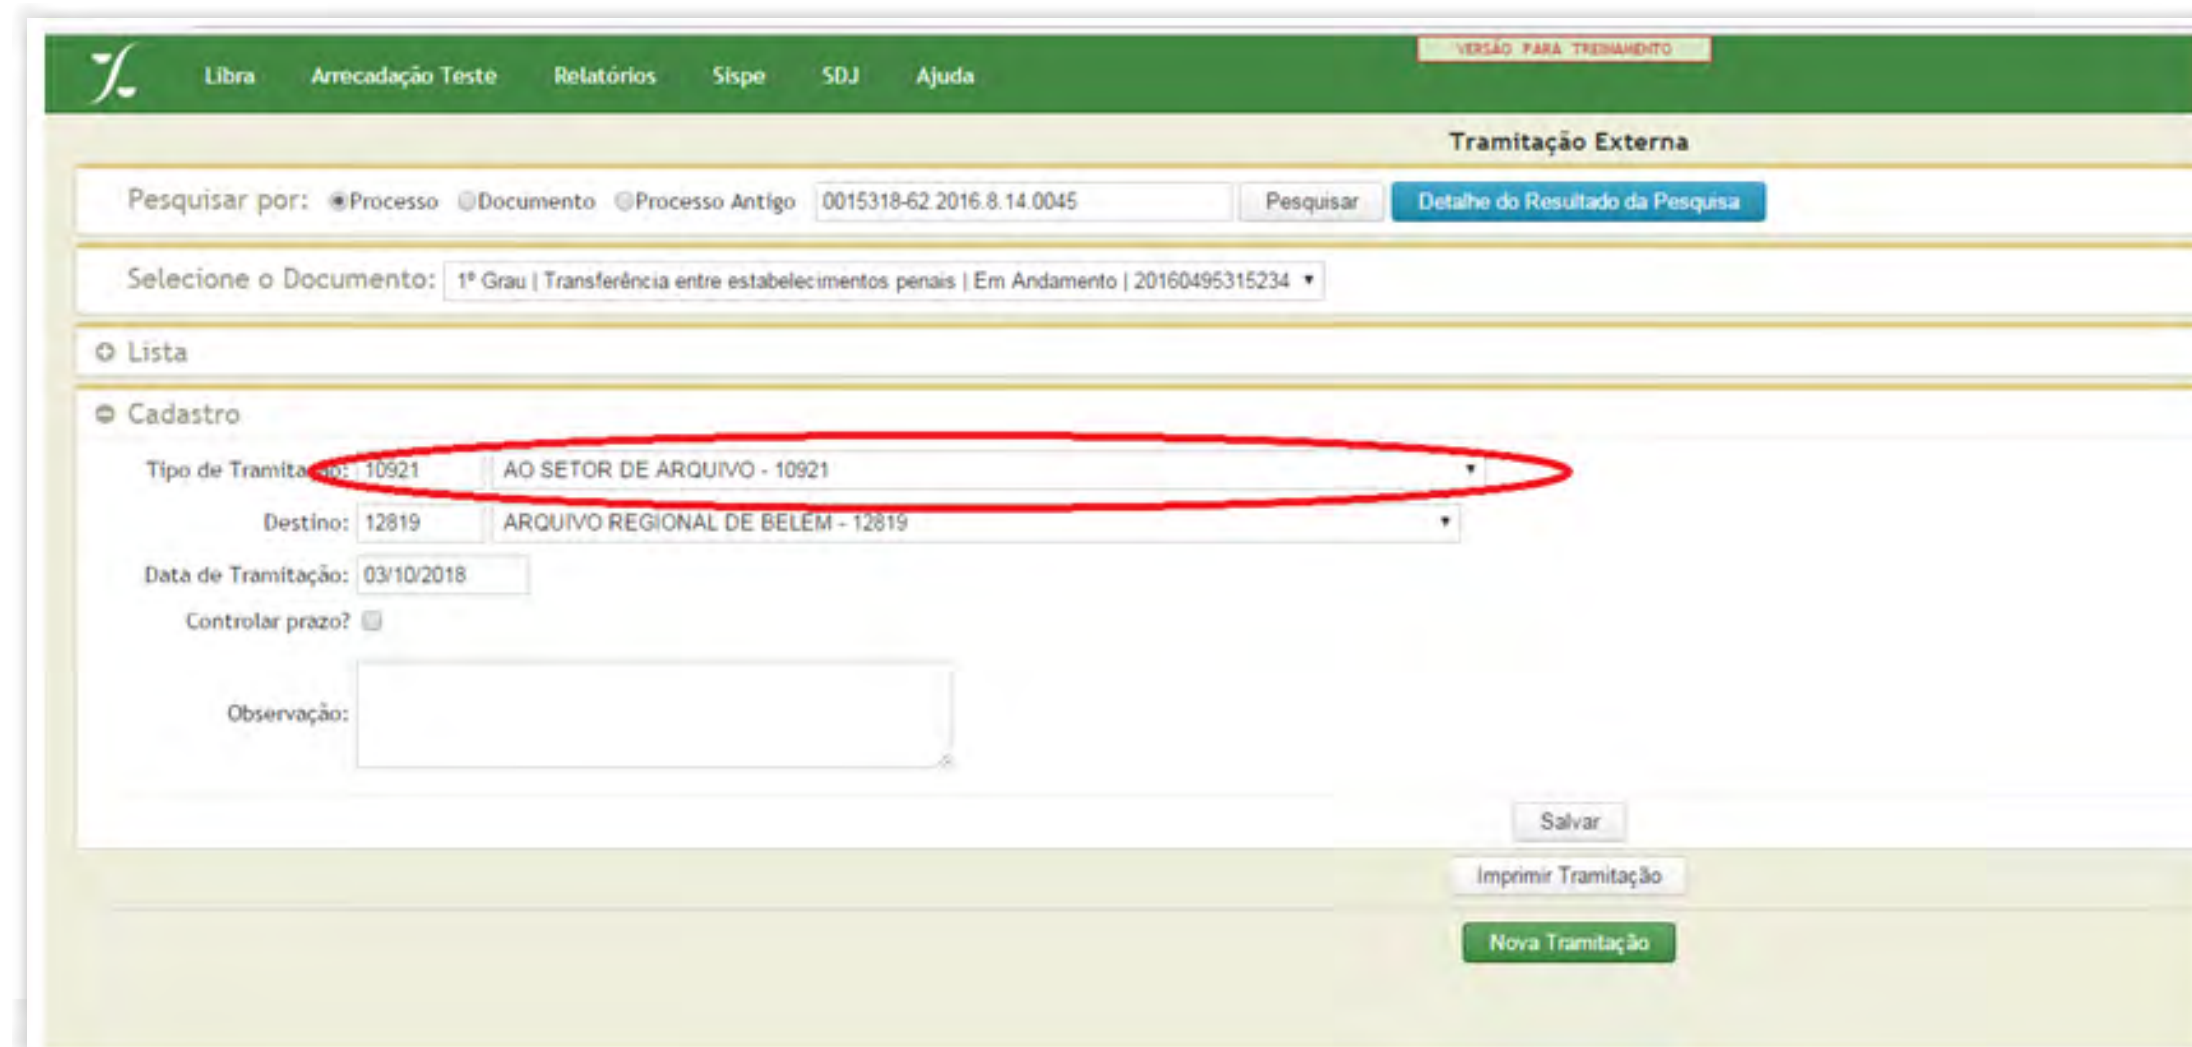 VERSÃO PARA TREINAMENTO
Libra Arrecadação Teste Relatórios Sispe SDJ Ajuda
Tramitação Externa
Pesquisar por: Processo Documento Processo Antigo 0015318-62.2016.8.14.0045 Pesquisar Detalhe do Resultado da Pesquisa
Selecione o Documento: 1º Grau | Transferência entre estabelecimentos penais | Em Andamento | 20160495315234
Lista
Cadastro
Tipo de Tramitação: 10921 AO SETOR DE ARQUIVO - 10921
Destino: 12819 ARQUIVO REGIONAL DE BELÉM - 12819
Data de Tramitação: 03/10/2018
Controlar prazo?
Observação:
Salvar
Imprimir Tramitação
Nova Tramitação